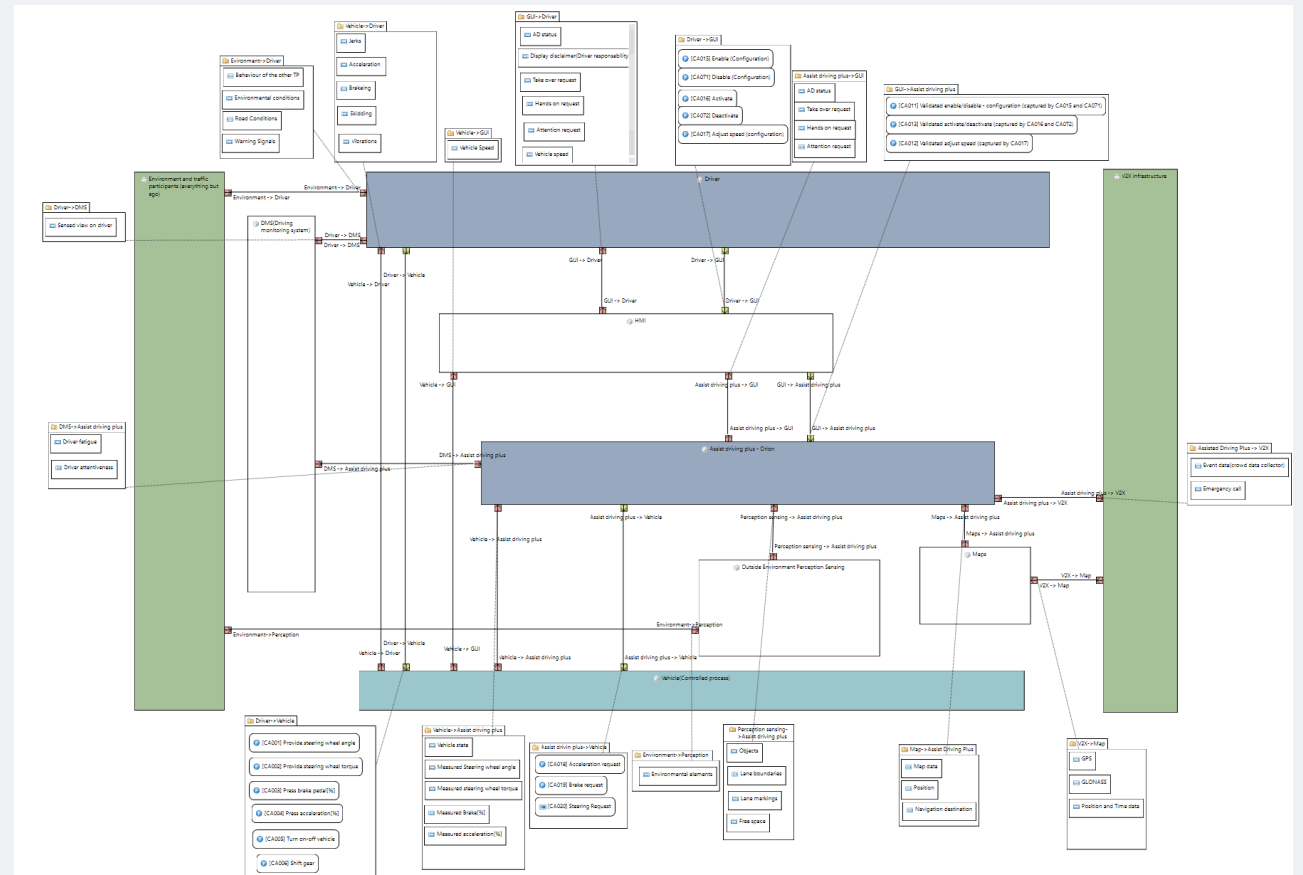 GUI->Driver
AD status
Display disclaimer(Driver responsability
Take over request
Hands on request
Attention request
Vehicle speed
Vehicle->Driver
Jerks
Acceleration
Brakeing
Skidding
Vibrations
Evironment->Driver
Behaviour of the other TP
Environmental conditions
Road Conditions
Warning Signals
Vehicle->GUI
Vehicle Speed
Driver ->GUI
[CA015] Enable (Configuration)
[CA071] Disable (Configuration)
[CA016] Activate
[CA072] Deactivate
[CA017] Adjust speed (configuration)
Assist driving plus->GUI
AD status
Take over request
Hands on request
Attention request
GUI->Assist driving plus
[CA011] Validated enable/disable - configuration (captured by CA015 and CA071)
[CA013] Validated activate/deactivate (captured by CA016 and CA072)
[CA012] Validated adjust speed (captured by CA017)
Environment and traffic
participants (everything but
ego)
Environment -> Driver
Environment -> Driver
Driver
V2X Infrastructure
Driver->DMS
Sensed view on driver
DMS(Driving
monitoring system)
Driver -> DMS
Driver -> DMS
Driver -> Vehicle
Vehicle -> Driver
GUI -> Driver
Driver -> GUI
GUI -> Driver
Driver -> GUI
HMI
Vehicle -> GUI
Assist driving plus -> GUI
GUI -> Assist driving plus
Assist driving plus -> GUI
GUI -> Assist driving plus
DMS->Assist driving plus
Driver fatigue
Driver attentiveness
DMS -> Assist driving plus
DMS -> Assist driving plus
Assist driving plus - Orion
Assisted Driving Plus -> V2X
Event data(crowd data collector)
Emergency call
Assist driving plus -> V2X
Assist driving plus -> V2X
Assist driving plus -> Vehicle
Perception sensing -> Assist driving plus
Maps -> Assist driving plus
Vehicle -> Assist driving plus
Perception sensing -> Assist driving plus
Maps -> Assist driving plus
Outside Environment Perception Sensing
Maps
V2X -> Map
V2X -> Map
Environment->Perception
Environment->Perception
Driver -> Vehicle
Vehicle -> Driver
Vehicle -> GUI
Vehicle -> Assist driving plus
Assist driving plus -> Vehicle
Vehicle(Controlled process)
Driver->Vehicle
[CA001] Provide steering wheel angle
[CA002] Provide steering wheel torque
[CA003] Press brake pedal[%]
[CA004] Press acceleration[%]
[CA005] Turn on-off vehicle
[CA006] Shift gear
Vehicle->Assist driving plus
Vehicle state
Measured Steering wheel angle
Measured steering wheel torque
Measured Brake[%]
Measured acceleration[%]
Assist drivin plus->Vehicle
[CA018] Acceleration request
[CA019] Brake request
[CA020] Steering Request
Environment->Perception
Environmental elements
Perception sensing-
>Assist driving plus
Objects
Lane boundaries
Lane markings
Free space
Map->Assist Driving Plus
Map data
Position
Navigation destination
V2X->Map
GPS
GLONASS
Position and Time data